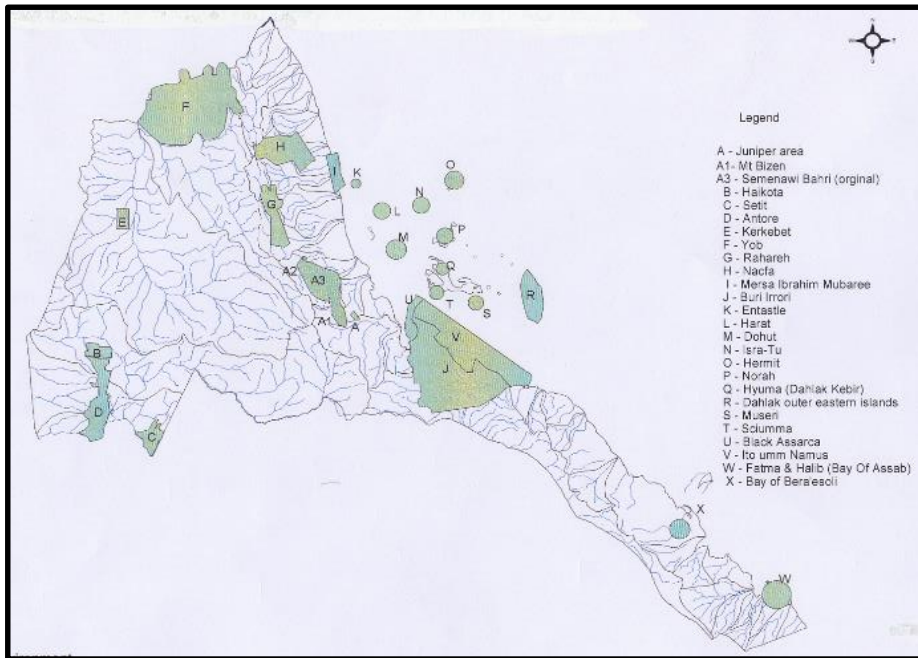 N
F
H
I
K
O
N
L
G
E
P
M
Q
A2
A3
R
T
U
S
A1
A
V
J
B
D
C
X
W
Legend
A - Juniper area
A1- Mt Bizen
A3 - Semenawi Bahri (orginal)
B - Haikota
C - Setit
D - Antore
E - Kerkebet
F - Yob
G - Rahareh
H - Nacfa
I - Mersa Ibrahim Mubaree
J - Buri Irrori
K - Entastle
L - Harat
M - Dohut
N - Isra-Tu
O - Hermit
P - Norah
Q - Hyuma (Dahlak Kebir)
R - Dahlak outer eastern islands
S - Museri
T - Sciumma
U - Black Assarca
V - Ito umm Namus
W - Fatma & Halib (Bay Of Assab)
X - Bay of Bera'esoli